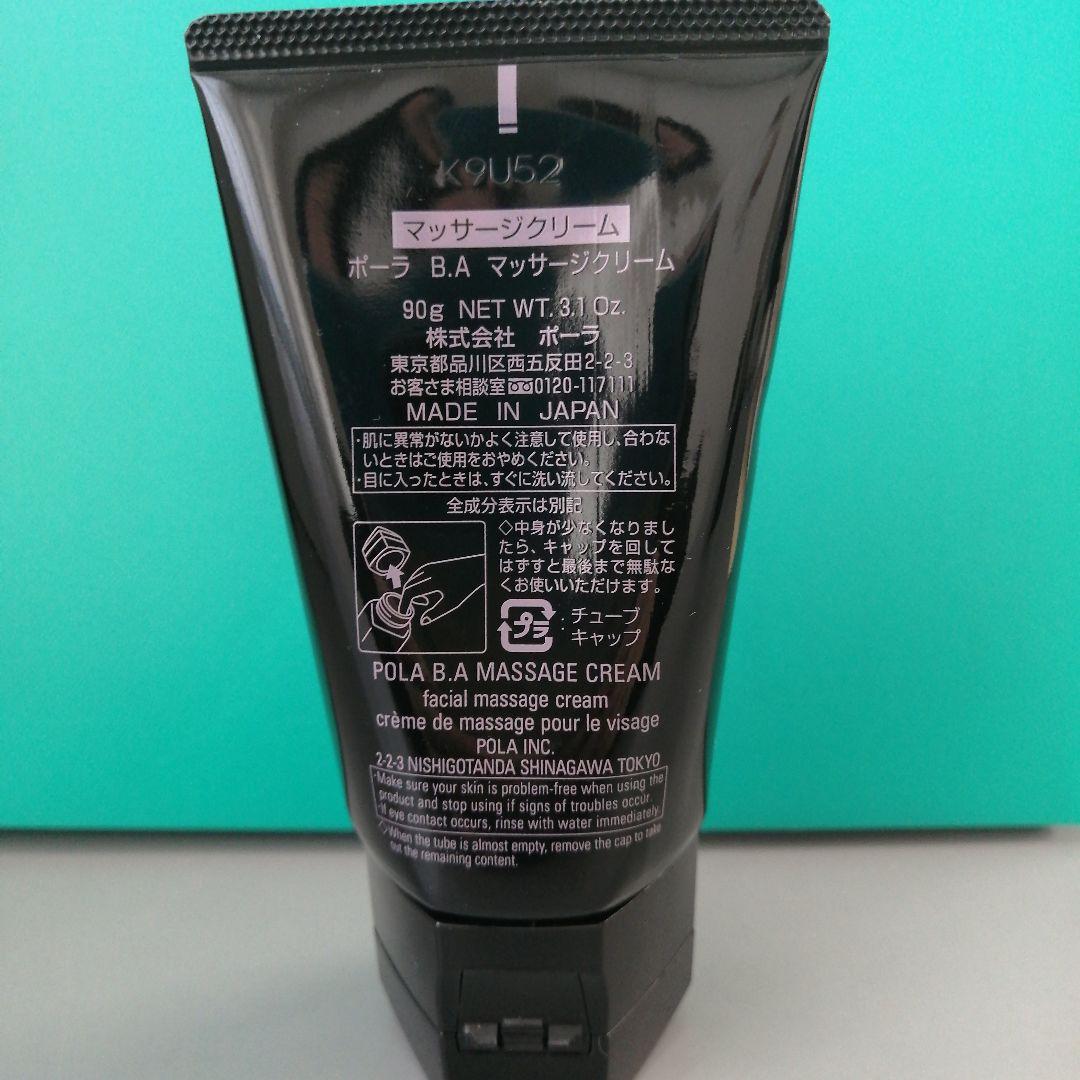 K9U52
マッサージクリーム
ポーラ B.A マッサージクリーム
90g NET WT. 3.1 Oz.
株式会社 ポーラ
東京都品川区西五反田2-2-3
お客さま相談室 0120-117111
MADE IN JAPAN
・肌に異常がないかよく注意して使用し、合わな
いときはご使用をおやめください。
・目に入ったときは、すぐに洗い流してください。
全成分表示は別記
◇中身が少なくなりまし
たら、キャップを回して
はずすと最後まで無駄な
くお使いいただけます。
プラ : チューブ
キャップ
POLA B.A MASSAGE CREAM
facial massage cream
crème de massage pour le visage
POLA INC.
2-2-3 NISHIGOTANDA SHINAGAWA TOKYO
・Make sure your skin is problem-free when using the
product and stop using if signs of troubles occur.
・If eye contact occurs, rinse with water immediately.
◇When the tube is almost empty, remove the cap to take
out the remaining content.